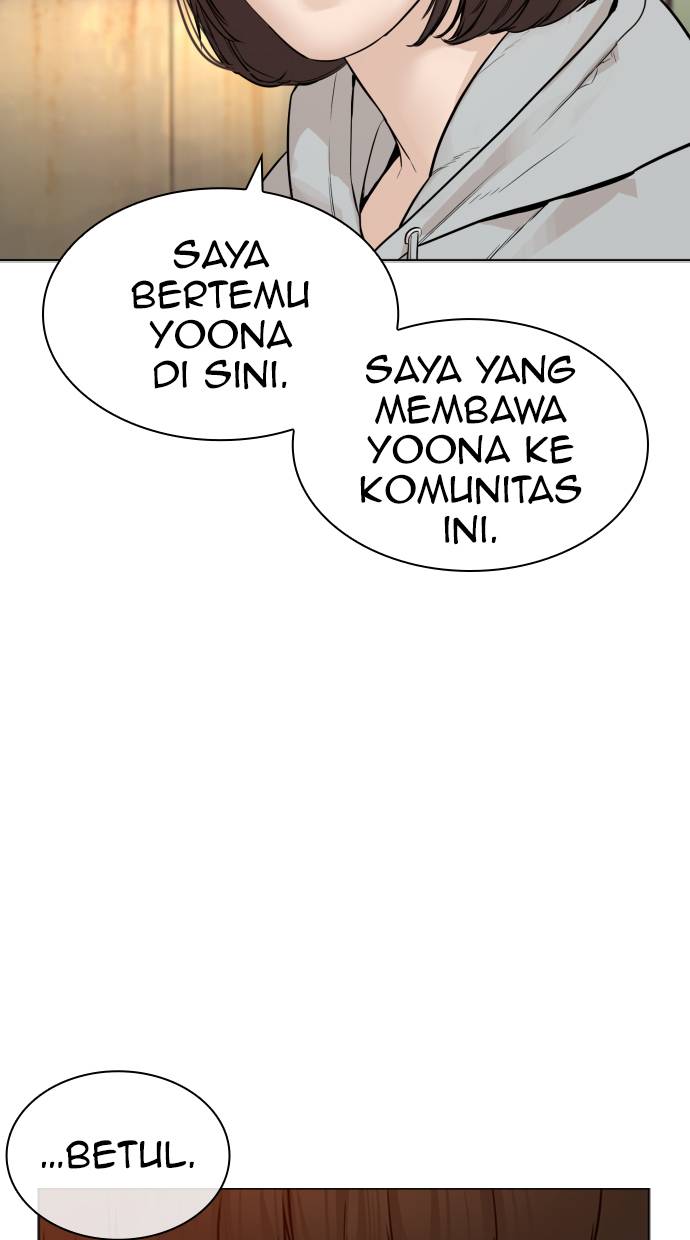 SAYA
BERTEMU
YOONA
DI SINI.
SAYA YANG
MEMBAWA
YOONA KE
KOMUNITAS
INI.
...BETUL.